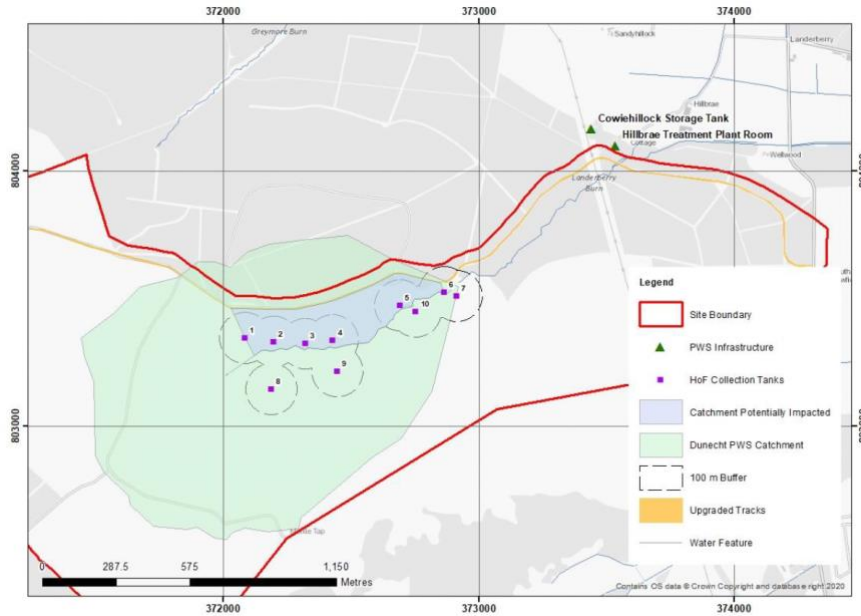 372000
373000
374000
Greymore Burn
Sandyhillock
Landerberry
Landerberry
Hillbrae
Cowiehillock Storage Tank
Hillbrae Treatment Plant Room
Cottage
Wellwood
804000
Landerberry
Burn
6
7
5
10
1
2
3
4
9
8
803000
Legend
Site Boundary
PWS Infrastructure
HoF Collection Tanks
Catchment Potentially Impacted
Dunecht PWS Catchment
100 m Buffer
Upgraded Tracks
Water Feature
0 287.5 575 1,150
Metres
Contains OS data © Crown Copyright and database right 2020
372000
373000
374000